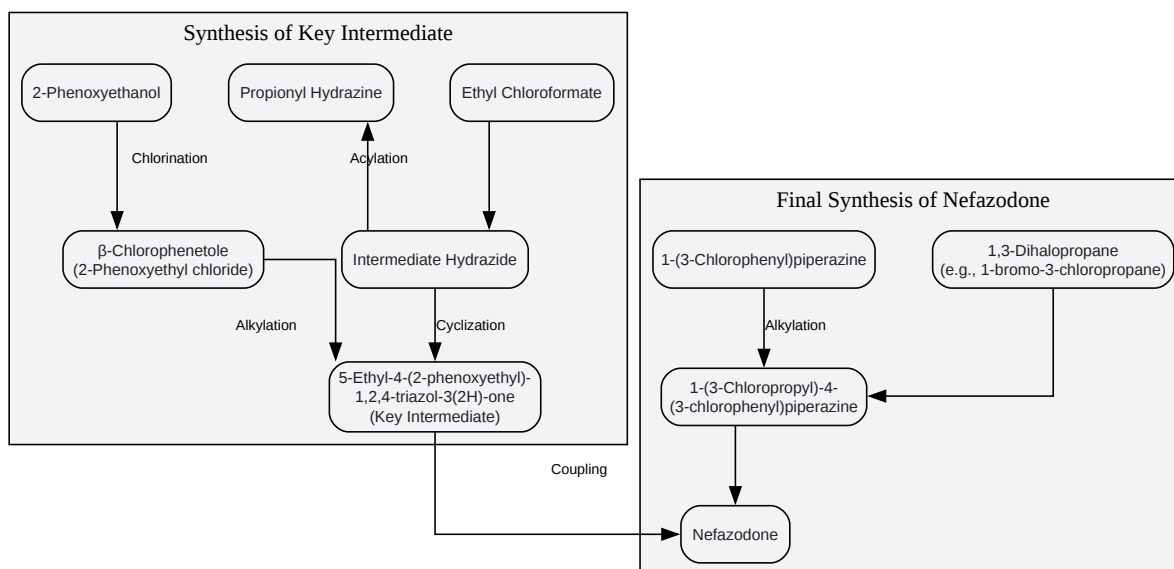 Synthesis of Key Intermediate
2-Phenoxyethanol
Propionyl Hydrazine
Ethyl Chloroformate
Chlorination
Acylation
β-Chlorophenetole
(2-Phenoxyethyl chloride)
Intermediate Hydrazide
Alkylation
Cyclization
5-Ethyl-4-(2-phenoxyethyl)-
1,2,4-triazol-3(2H)-one
(Key Intermediate)
Coupling
Final Synthesis of Nefazodone
1-(3-Chlorophenyl)piperazine
1,3-Dihalopropane
(e.g., 1-bromo-3-chloropropane)
Alkylation
1-(3-Chloropropyl)-4-
(3-chlorophenyl)piperazine
Nefazodone